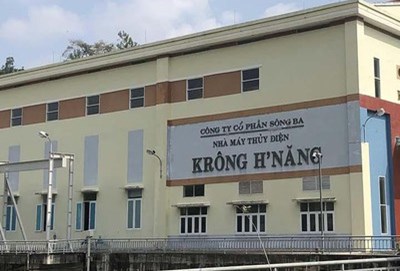 CÔNG TY CỔ PHẦN SÔNG BA
NHÀ MÁY THỦY ĐIỆN
KRÔNG H'NĂNG